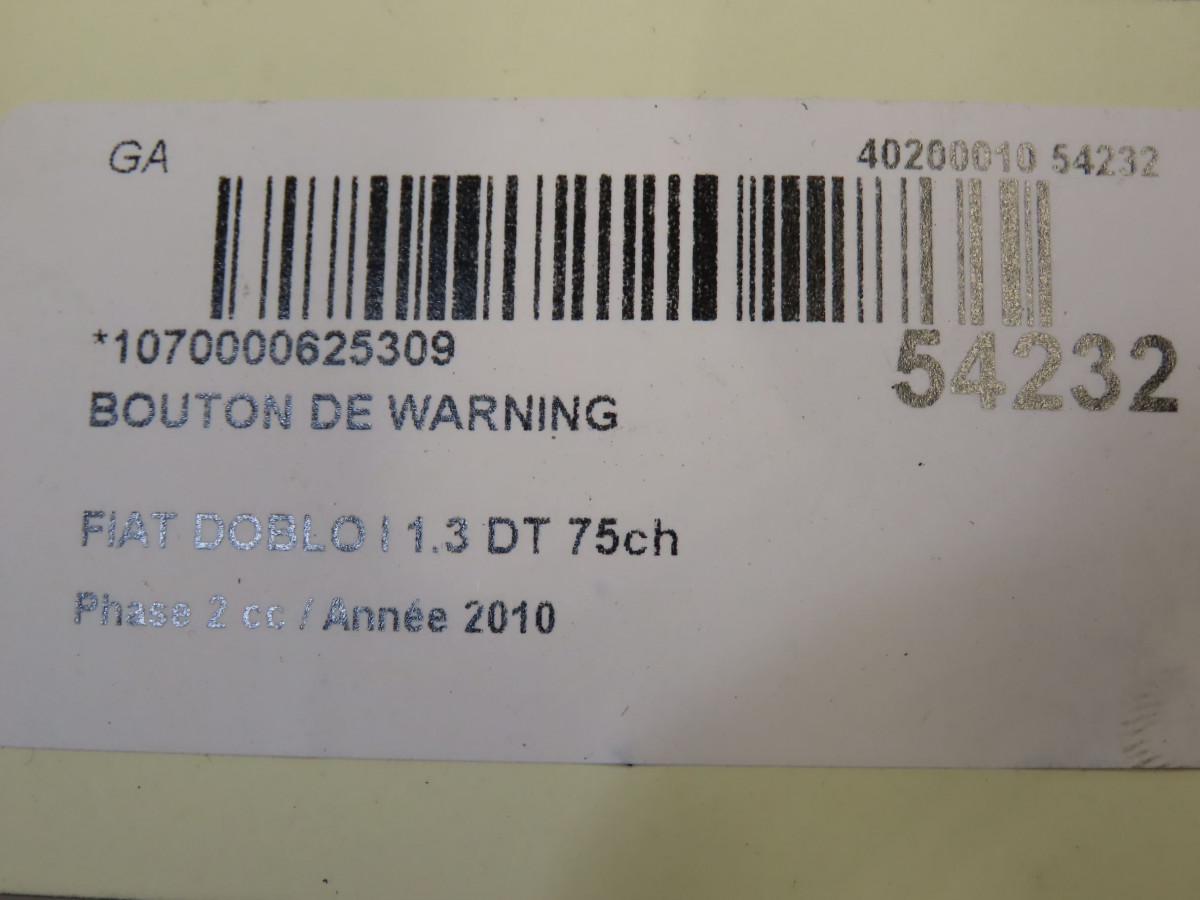 GA 40200010 54232
*1070000625309 54232
BOUTON DE WARNING
FIAT DOBLO I 1.3 DT 75ch
Phase 2 cc / Année 2010